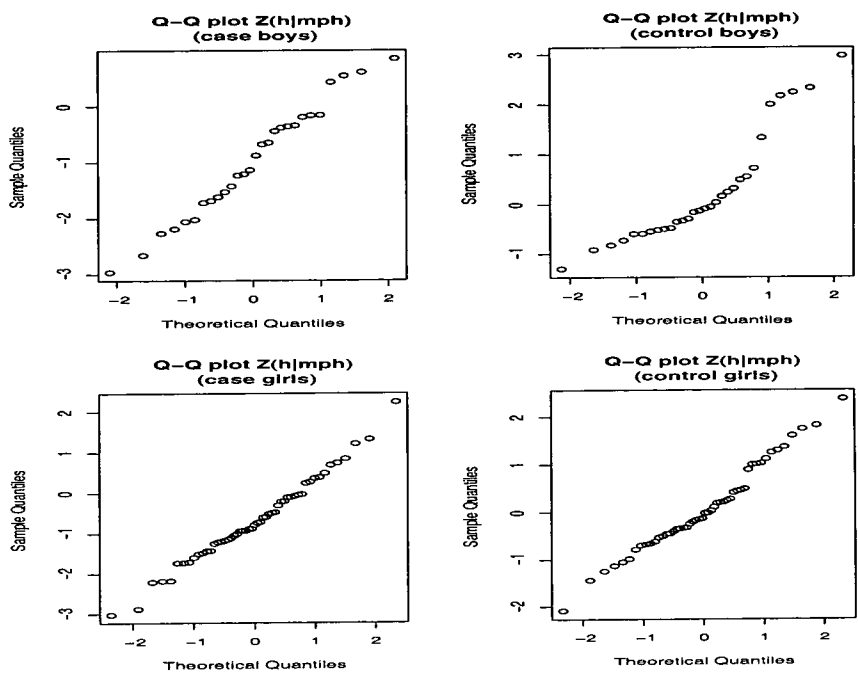 Q−Q plot Z(h|mph)
(case boys)
Sample Quantiles
0
−1
−2
−3
−2 −1 0 1 2
Theoretical Quantiles
Q−Q plot Z(h|mph)
(control boys)
Sample Quantiles
3
2
1
0
−1
−2 −1 0 1 2
Theoretical Quantiles
Q−Q plot Z(h|mph)
(case girls)
Sample Quantiles
2
1
0
−1
−2
−3
−2 −1 0 1 2
Theoretical Quantiles
Q−Q plot Z(h|mph)
(control girls)
Sample Quantiles
2
1
0
−1
−2
−2 −1 0 1 2
Theoretical Quantiles